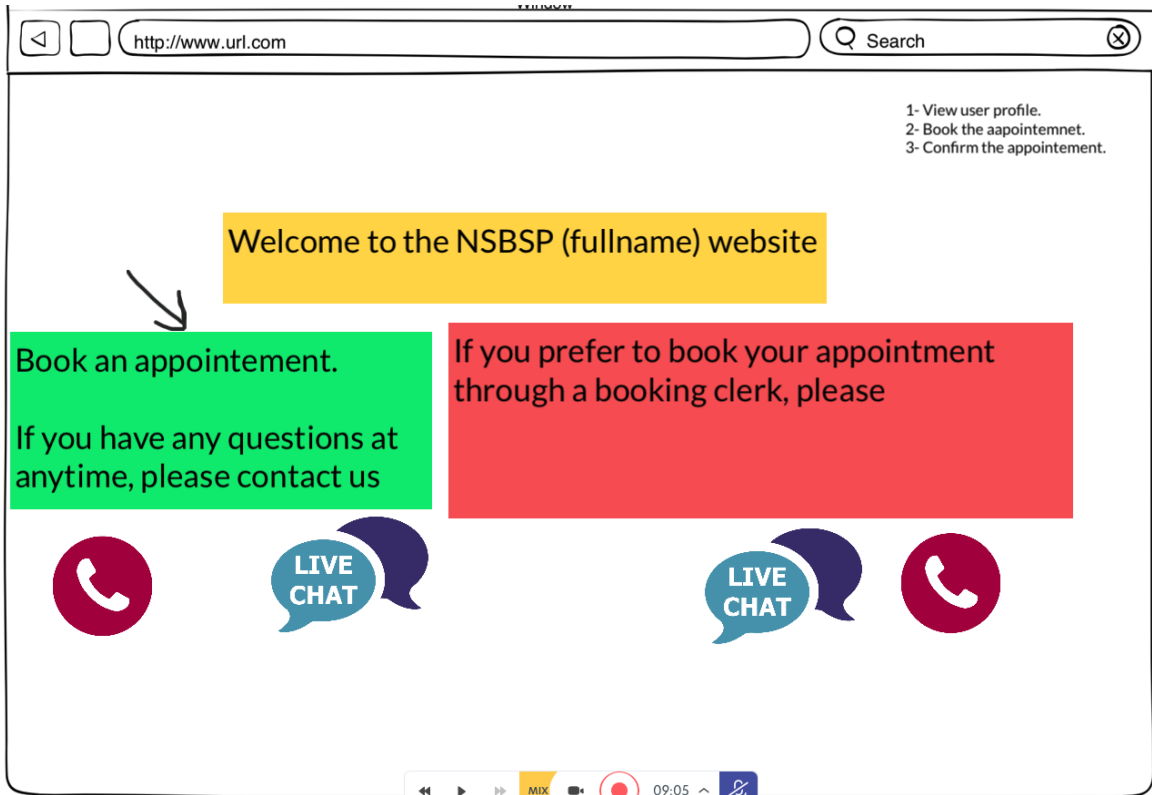 Window
http://www.url.com
Search
1- View user profile.
2- Book the aapointemnet.
3- Confirm the appointement.
Welcome to the NSBSP (fullname) website
Book an appointement.
If you have any questions at
anytime, please contact us
If you prefer to book your appointment
through a booking clerk, please
LIVE
CHAT
LIVE
CHAT
MIX
09:05